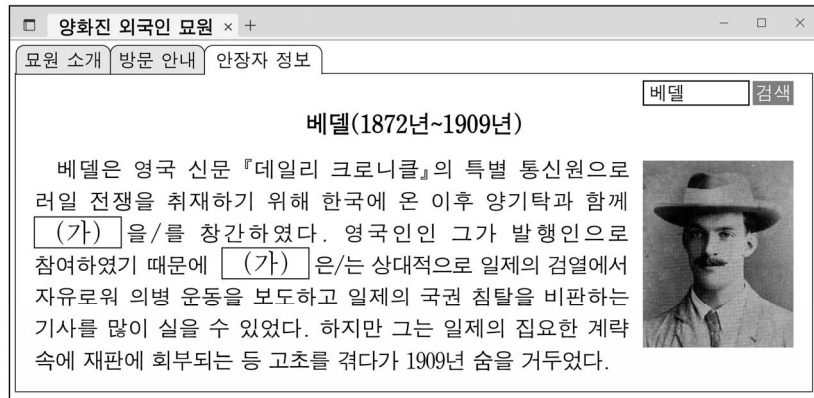 양화진 외국인 묘원 × +
묘원 소개 방문 안내 안장자 정보
베델 검색
베델(1872년~1909년)
베델은 영국 신문 『데일리 크로니클』의 특별 통신원으로
러일 전쟁을 취재하기 위해 한국에 온 이후 양기탁과 함께
(가) 을/를 창간하였다. 영국인인 그가 발행인으로
참여하였기 때문에 (가) 은/는 상대적으로 일제의 검열에서
자유로워 의병 운동을 보도하고 일제의 국권 침탈을 비판하는
기사를 많이 실을 수 있었다. 하지만 그는 일제의 집요한 계략
속에 재판에 회부되는 등 고초를 겪다가 1909년 숨을 거두었다.